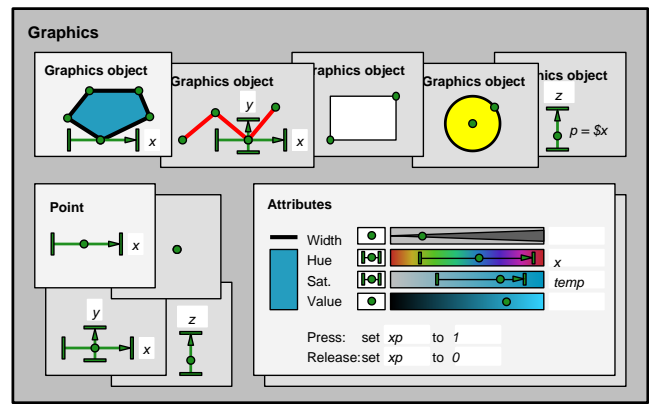 Graphics
Graphics object
x
Graphics object
y
x
raphics object
Graphics object
hics object
z
p = $x
Point
x
y
x
z
Attributes
Width
Hue x
Sat. temp
Value
Press: set xp to 1
Release:set xp to 0